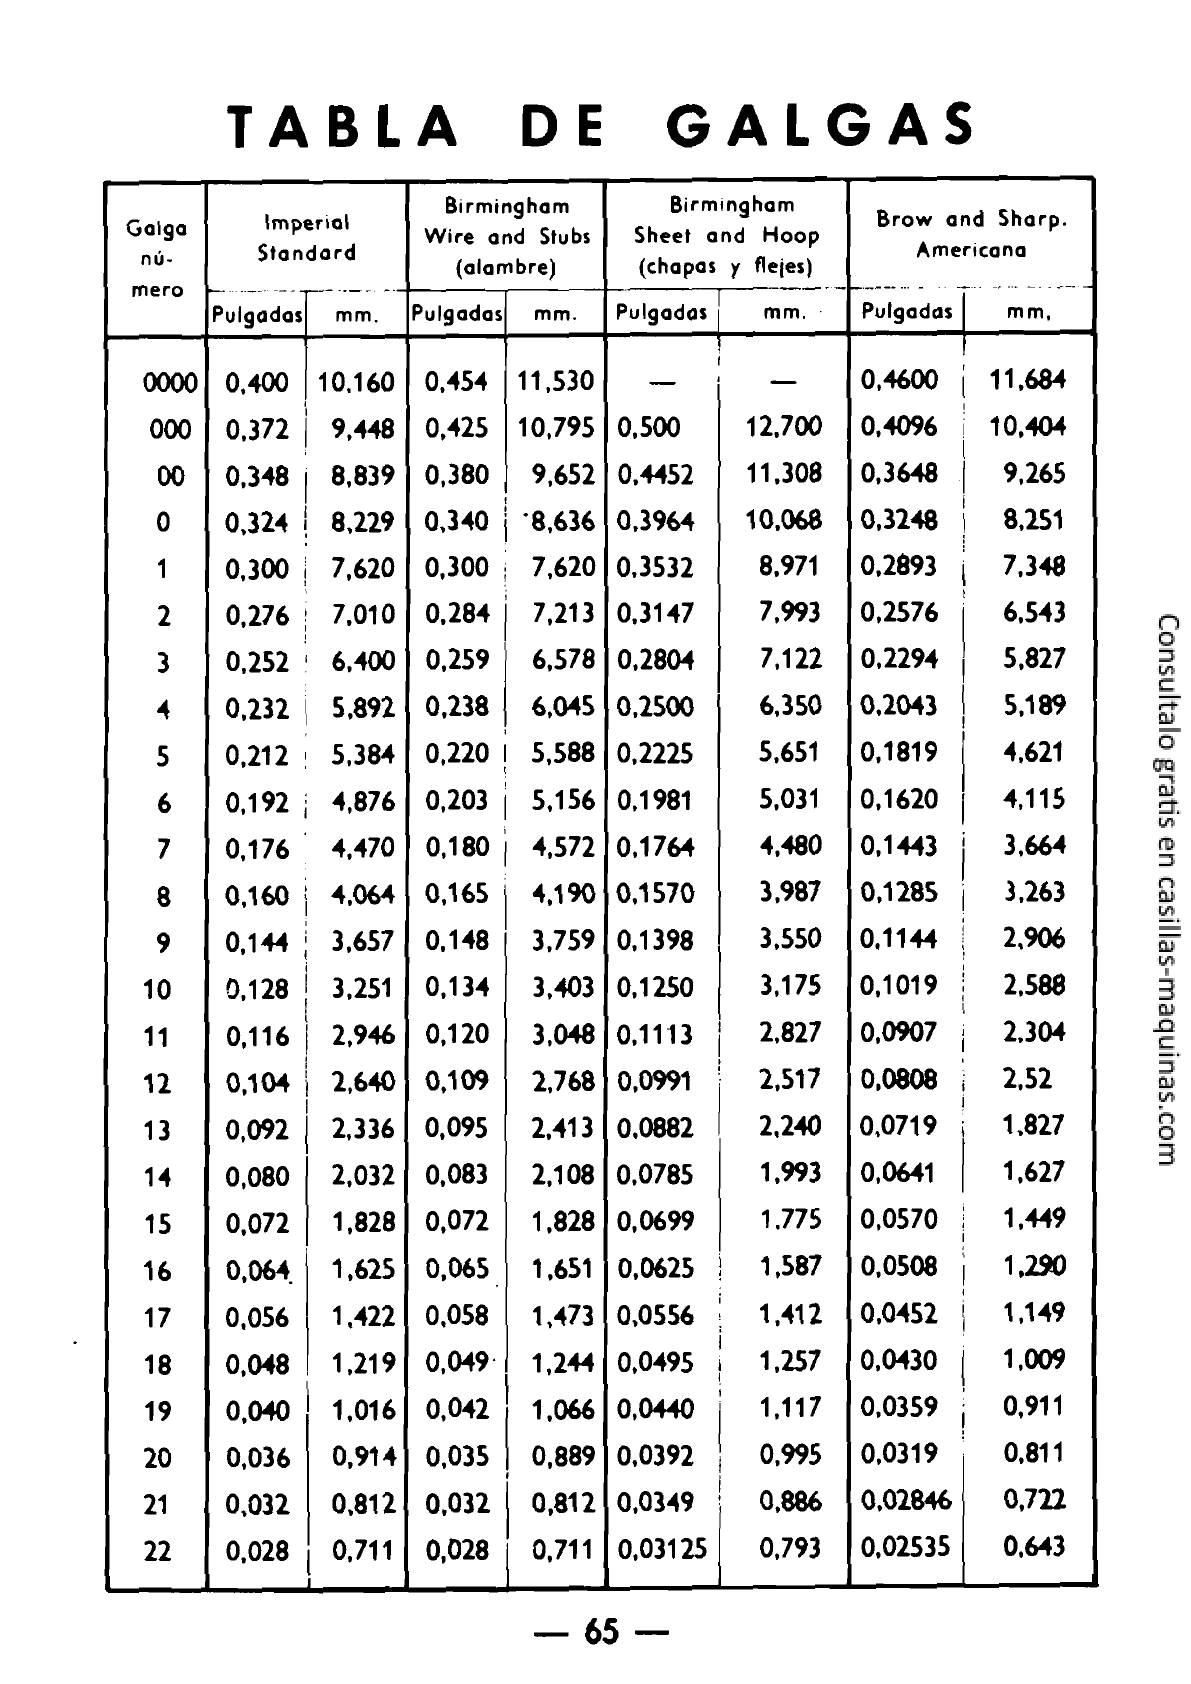 TABLA DE GALGAS
Galga nú-mero | Imperial Standard | Birmingham Wire and Stubs (alambre) | Birmingham Sheet and Hoop (chapas y flejes) | Brow and Sharp. Americana
Pulgadas | mm. | Pulgadas | mm. | Pulgadas | mm. | Pulgadas | mm.
0000 0,400 10.160 0,454 11,530 — — 0,4600 11,684
000 0,372 9,448 0,425 10,795 0,500 12,700 0,4096 10,404
00 0,348 8,839 0,380 9,652 0,4452 11,308 0,3648 9,265
0 0,324 8,229 0,340 8,636 0,3964 10,068 0,3248 8,251
1 0,300 7,620 0,300 7,620 0,3532 8,971 0,2893 7,348
2 0,276 7,010 0,284 7,213 0,3147 7,993 0,2576 6,543
3 0,252 6,400 0,259 6,578 0,2804 7,122 0,2294 5,827
4 0,232 5,892 0,238 6,045 0,2500 6,350 0,2043 5,189
5 0,212 5,384 0,220 5,588 0,2225 5,651 0,1819 4,621
6 0,192 4,876 0,203 5,156 0,1981 5,031 0,1620 4,115
7 0,176 4,470 0,180 4,572 0,1764 4,480 0,1443 3,664
8 0,160 4,064 0,165 4,190 0,1570 3,987 0,1285 3,263
9 0,144 3,657 0,148 3,759 0,1398 3,550 0,1144 2,906
10 0,128 3,251 0,134 3,403 0,1250 3,175 0,1019 2,588
11 0,116 2,946 0,120 3,048 0,1113 2,827 0,0907 2,304
12 0,104 2,640 0,109 2,768 0,0991 2,517 0,0808 2,52
13 0,092 2,336 0,095 2,413 0,0882 2,240 0,0719 1,827
14 0,080 2,032 0,083 2,108 0,0785 1,993 0,0641 1,627
15 0,072 1,828 0,072 1,828 0,0699 1.775 0,0570 1,449
16 0,064 1,625 0,065 1,651 0,0625 1,587 0,0508 1,290
17 0,056 1,422 0,058 1,473 0,0556 1,412 0,0452 1,149
18 0,048 1,219 0,049 1,244 0,0495 1,257 0,0430 1,009
19 0,040 1,016 0,042 1,066 0,0440 1,117 0,0359 0,911
20 0,036 0,914 0,035 0,889 0,0392 0,995 0,0319 0,811
21 0,032 0,812 0,032 0,812 0,0349 0,886 0,02846 0,722
22 0,028 0,711 0,028 0,711 0,03125 0,793 0,02535 0,643
— 65 —
Consultalo gratis en casillas-maquinas.com